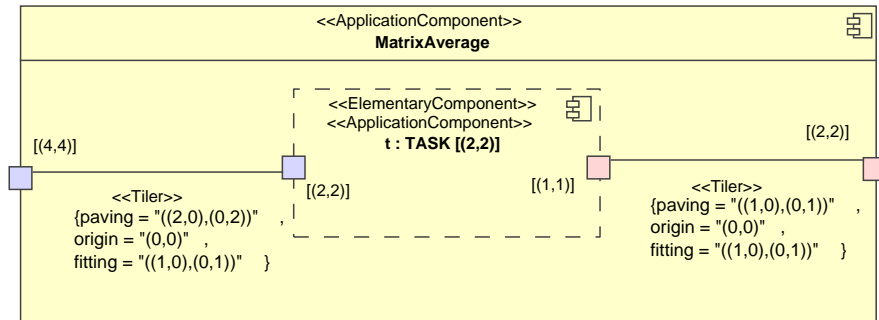 <<ApplicationComponent>>
MatrixAverage
<<ElementaryComponent>>
<<ApplicationComponent>>
t : TASK [(2,2)]
[(4,4)]
[(2,2)]
[(2,2)]
[(1,1)]
<<Tiler>>
{paving = "((2,0),(0,2))" ,
origin = "(0,0)" ,
fitting = "((1,0),(0,1))" }
<<Tiler>>
{paving = "((1,0),(0,1))" ,
origin = "(0,0)" ,
fitting = "((1,0),(0,1))" }